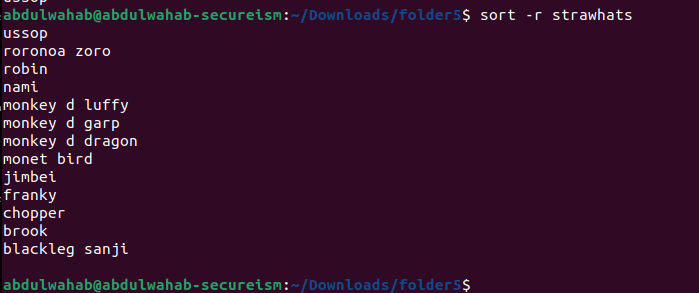 ussop
abdulwahab@abdulwahab-secureism:~/Downloads/folder5$ sort -r strawhats
ussop
roronoa zoro
robin
nami
monkey d luffy
monkey d garp
monkey d dragon
monet bird
jimbei
franky
chopper
brook
blackleg sanji
abdulwahab@abdulwahab-secureism:~/Downloads/folder5$